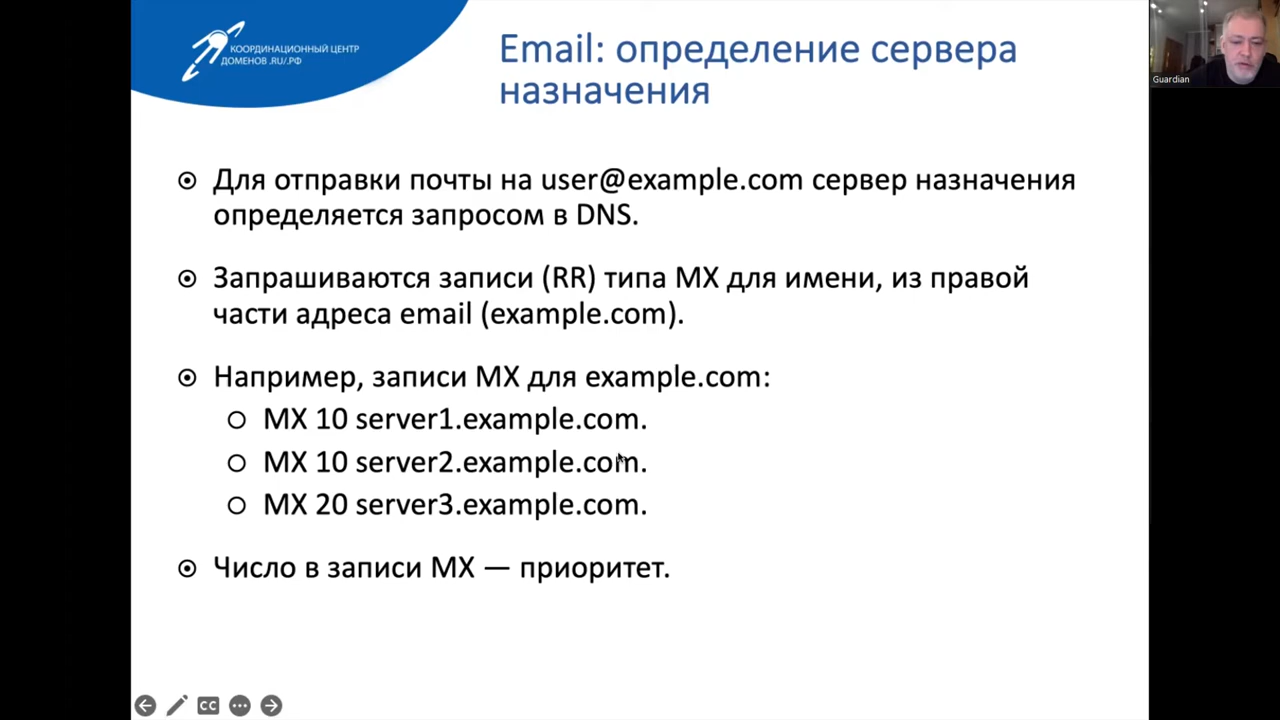 КООРДИНАЦИОННЫЙ ЦЕНТР
ДОМЕНОВ .RU/.РФ
Email: определение сервера
назначения
Guardian
Для отправки почты на user@example.com сервер назначения
определяется запросом в DNS.
Запрашиваются записи (RR) типа MX для имени, из правой
части адреса email (example.com).
Например, записи MX для example.com:
MX 10 server1.example.com.
MX 10 server2.example.com.
MX 20 server3.example.com.
Число в записи MX — приоритет.
CC